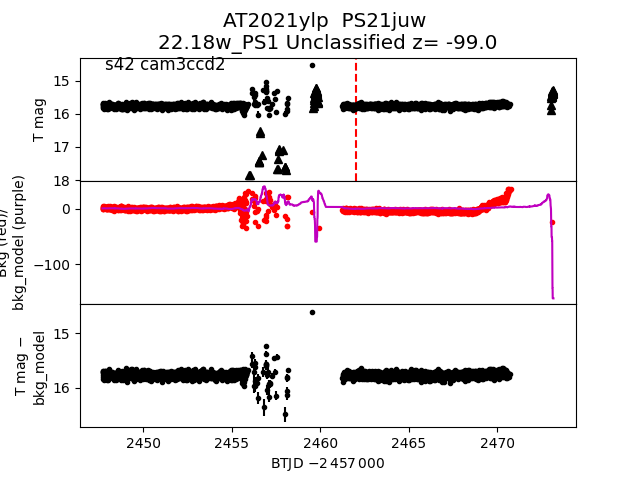 AT2021ylp  PS21juw
22.18w_PS1 Unclassified z= -99.0
s42 cam3ccd2
15
16
17
18
T mag
0
−100
Bkg (red)/
bkg_model (purple)
15
16
T mag −
bkg_model
2450 2455 2460 2465 2470
BTJD −2 457 000